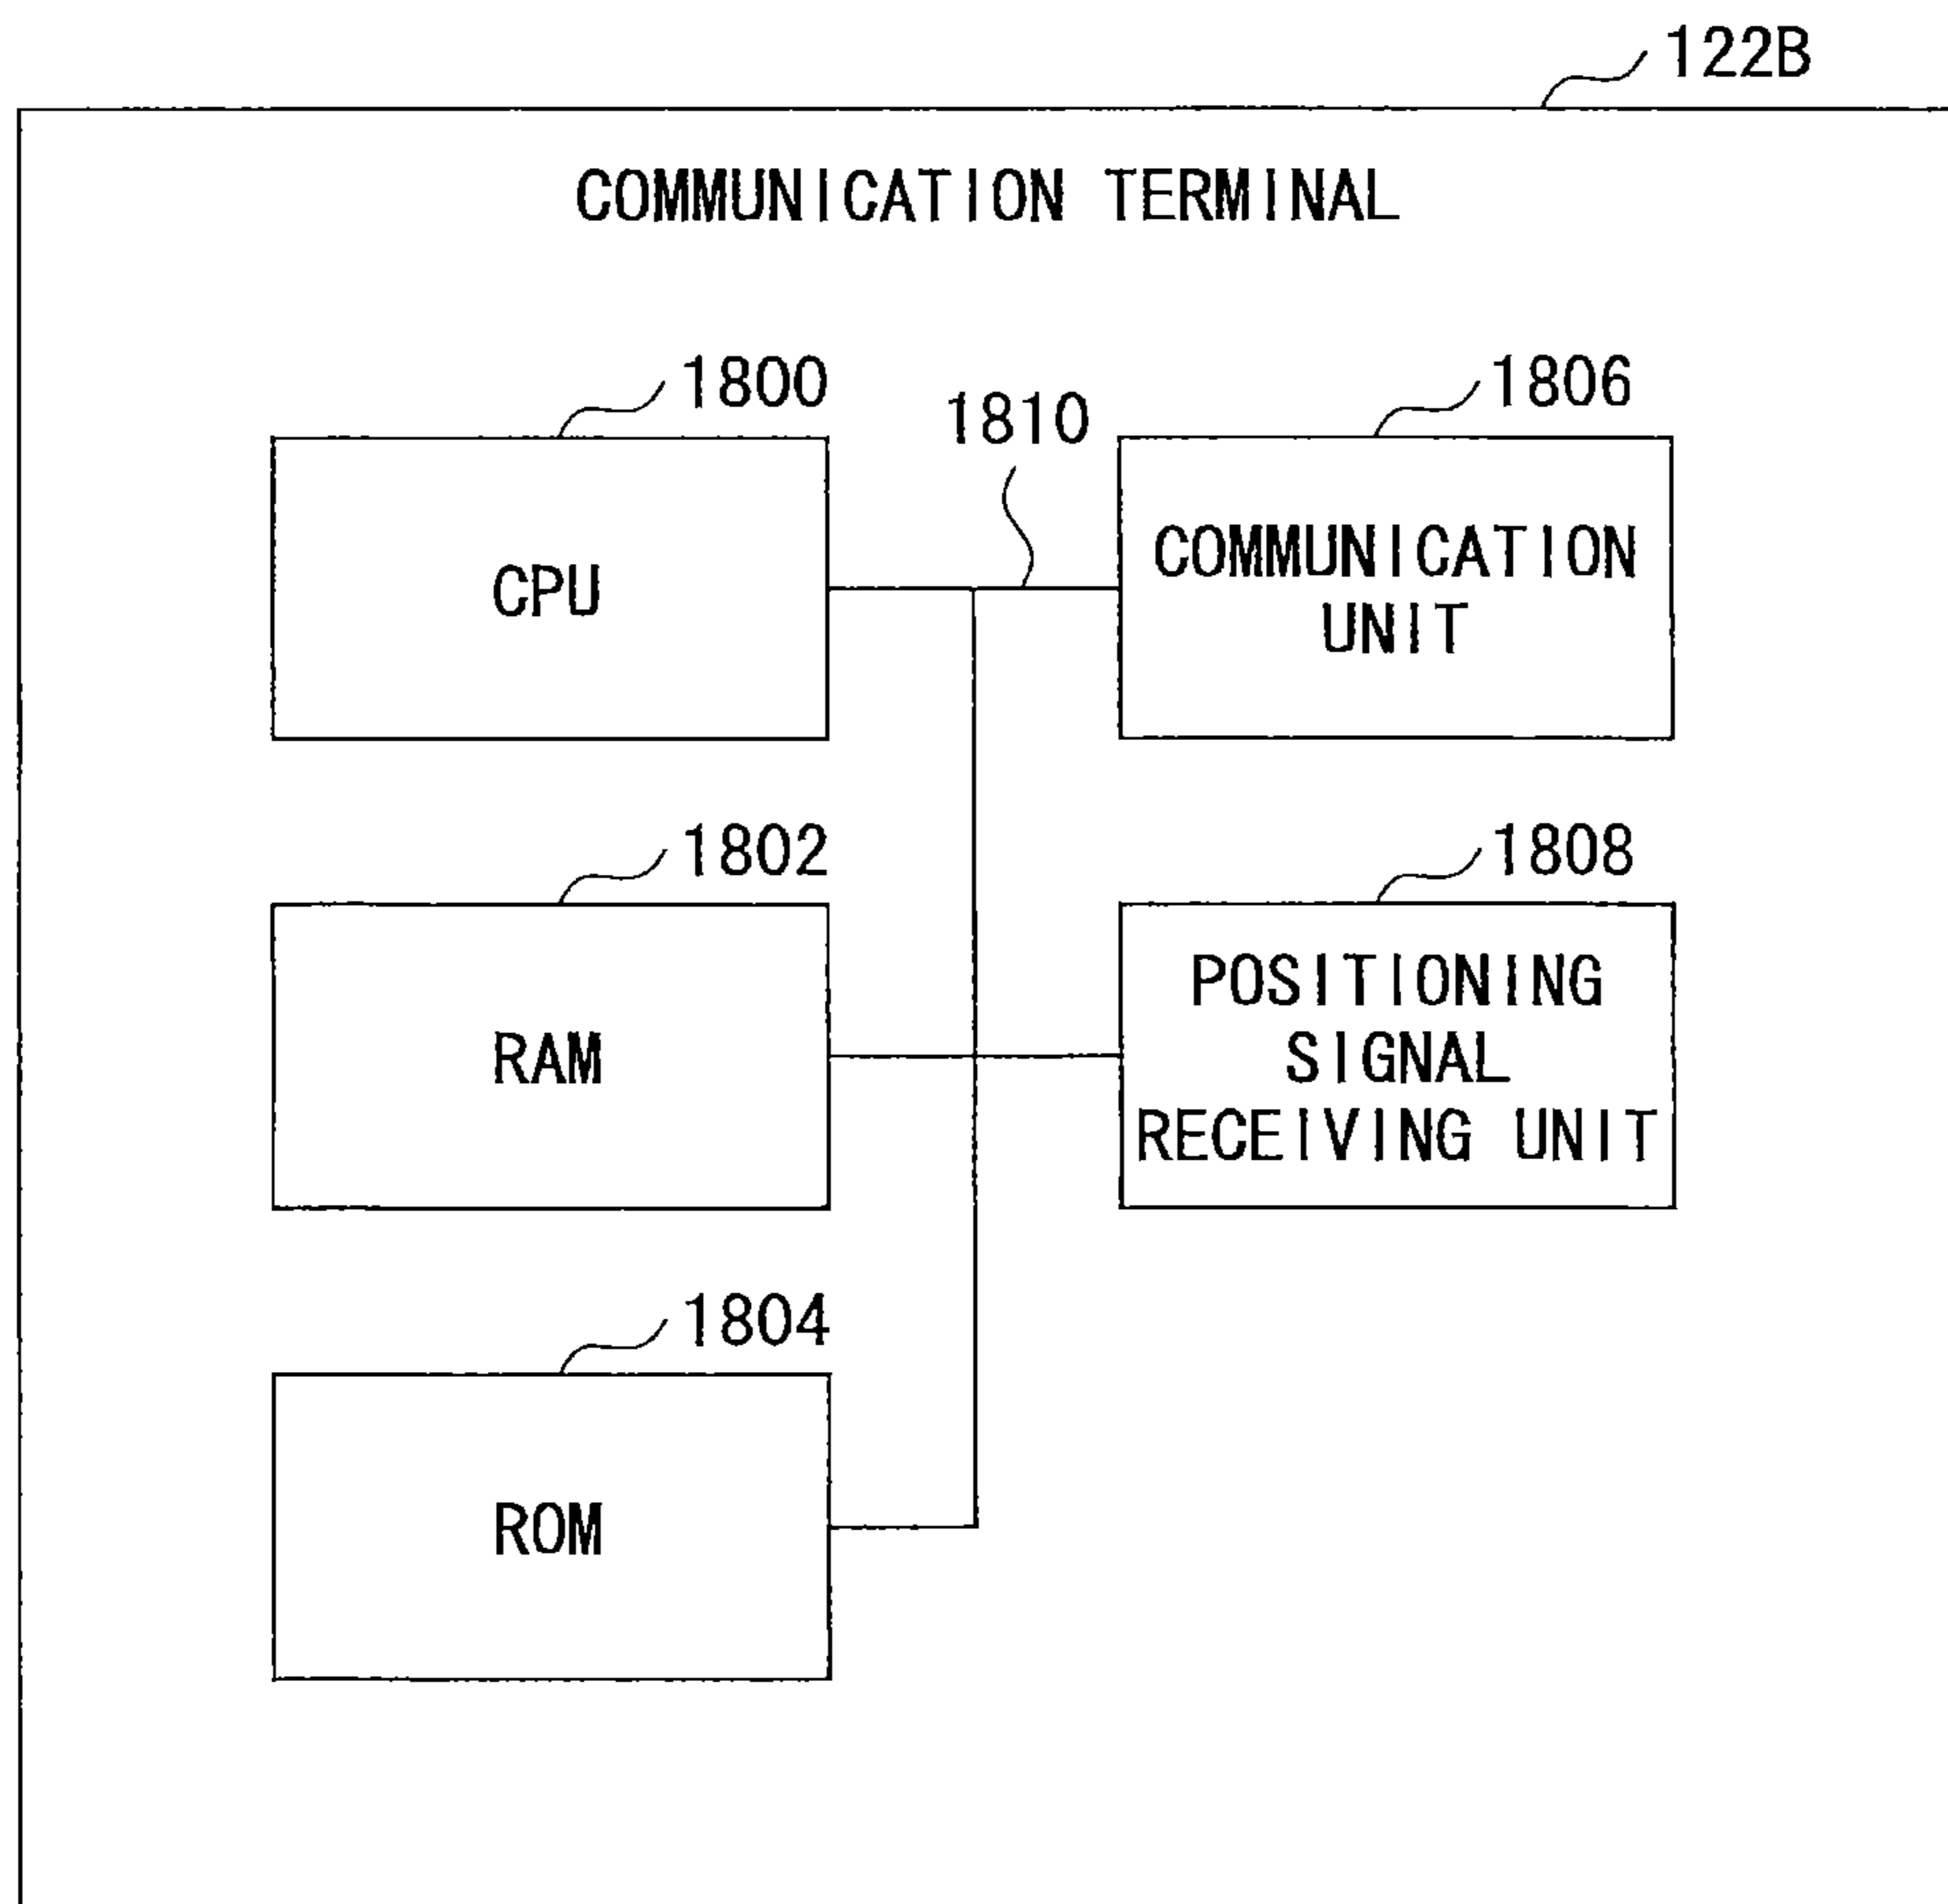 122B
COMMUNICATION TERMINAL
1800
1810
1806
CPU
COMMUNICATION
UNIT
1802
1808
RAM
POSITIONING
SIGNAL
RECEIVING UNIT
1804
ROM